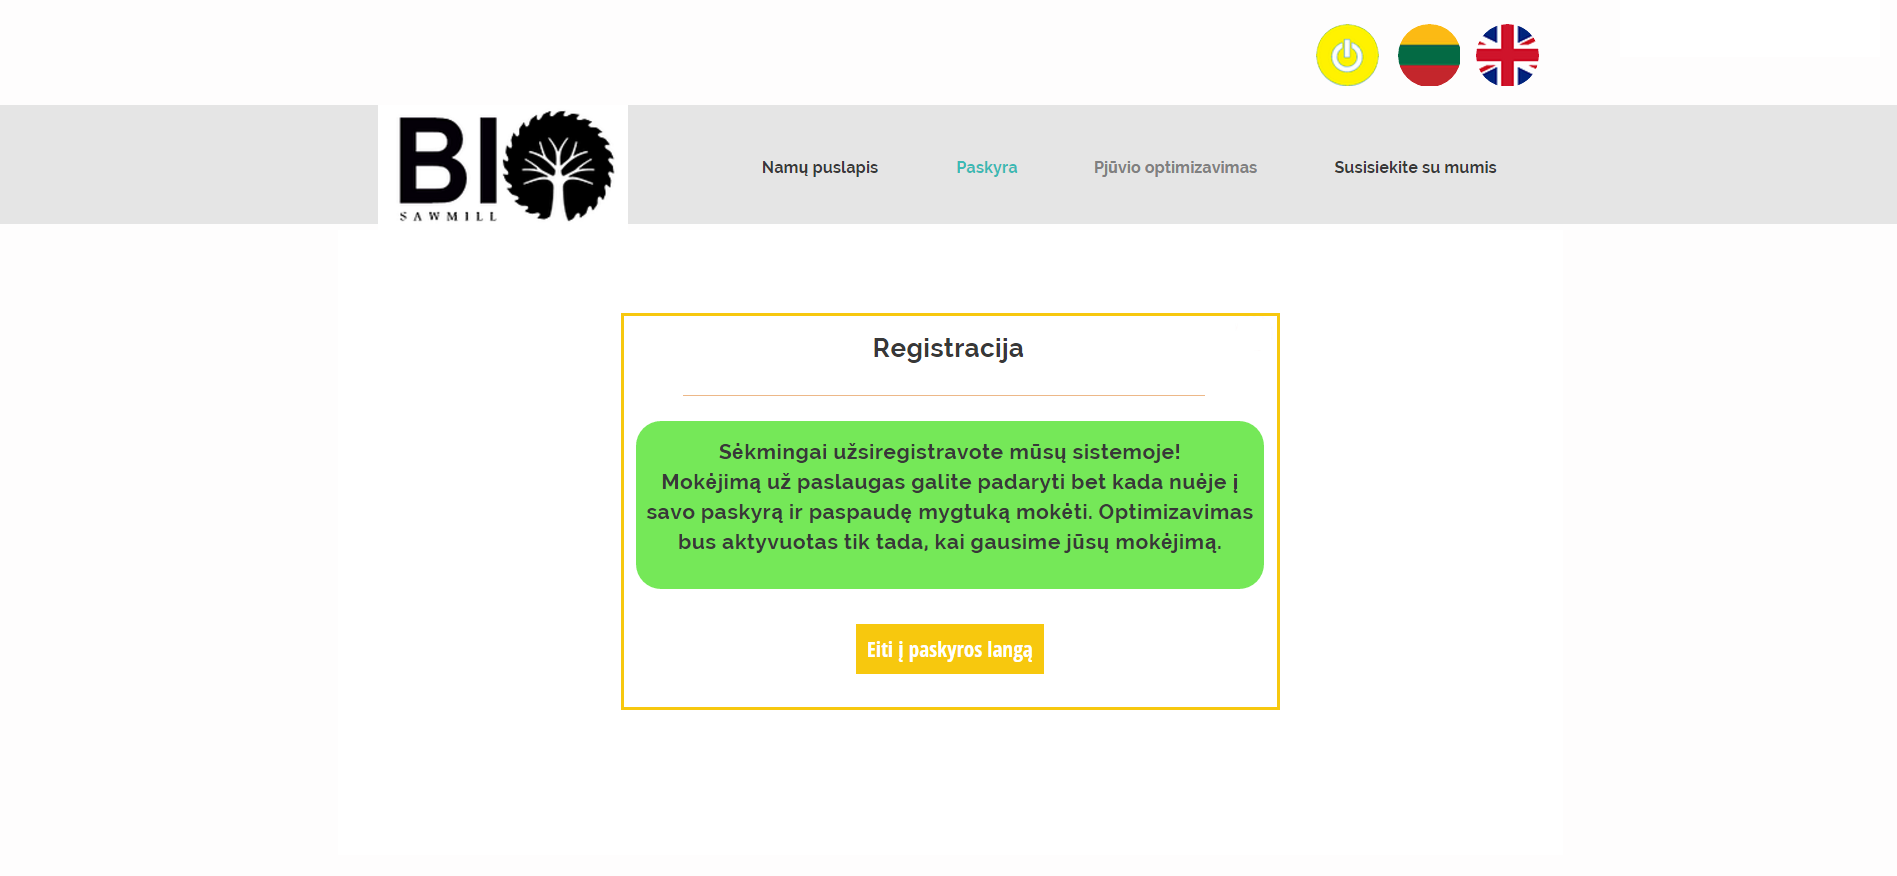 BIO
SAWMILL
Namų puslapis
Paskyra
Pjūvio optimizavimas
Susisiekite su mumis
Registracija
Sėkmingai užsiregistravote mūsų sistemoje!
Mokėjimą už paslaugas galite padaryti bet kada nuėje į
savo paskyrą ir paspaudę mygtuką mokėti. Optimizavimas
bus aktyvuotas tik tada, kai gausime jūsų mokėjimą.
Eiti į paskyros langą